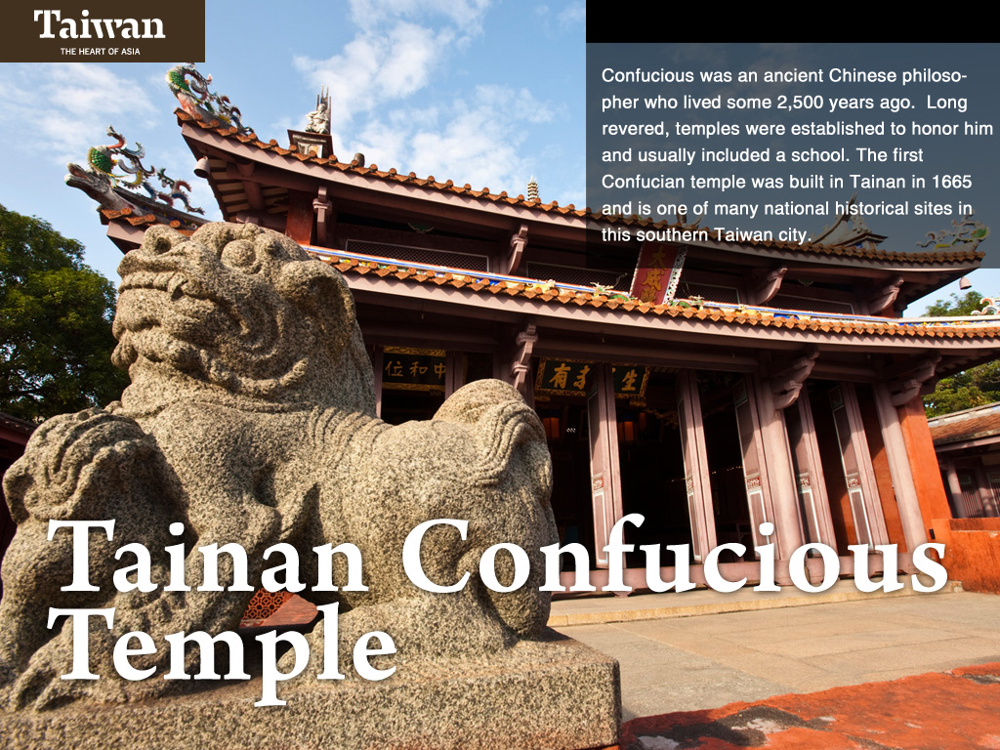 Taiwan
THE HEART OF ASIA
Confucious was an ancient Chinese philoso-
pher who lived some 2,500 years ago.  Long
revered, temples were established to honor him
and usually included a school. The first
Confucian temple was built in Tainan in 1665
and is one of many national historical sites in
this southern Taiwan city.
大成殿
位和中
有 生
Tainan Confucious
Temple